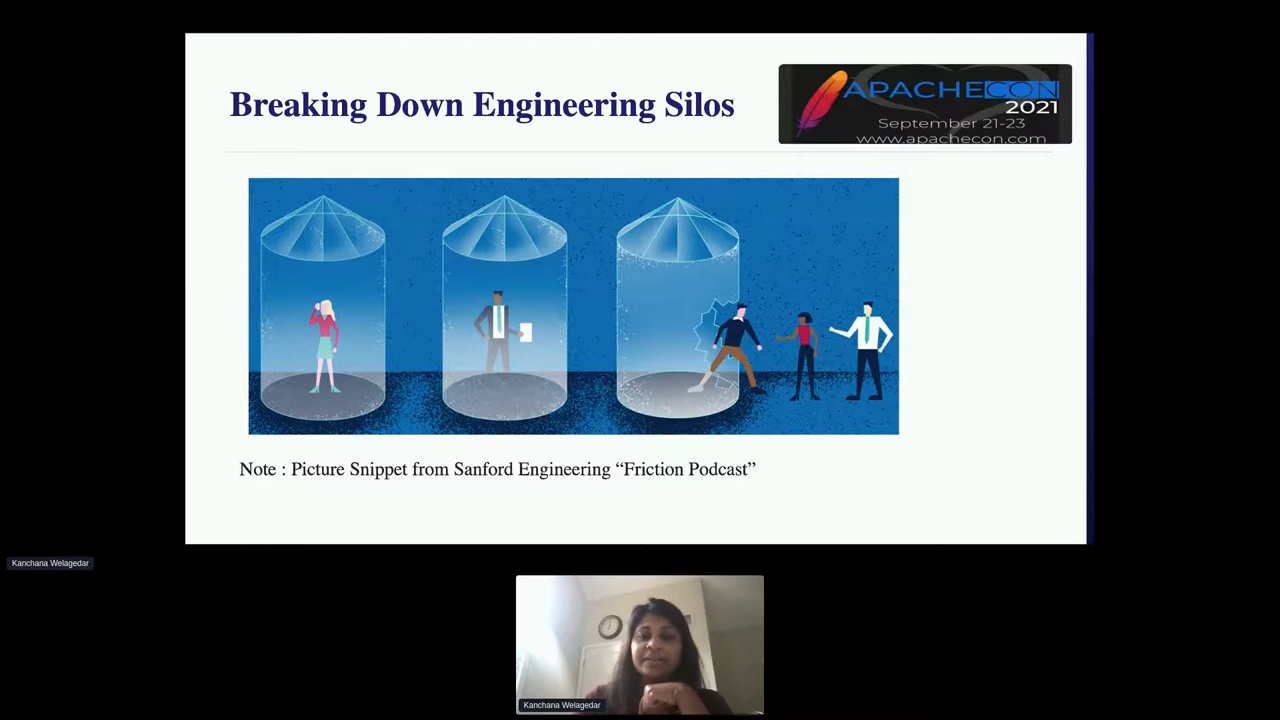 Breaking Down Engineering Silos
APACHECON
2021
September 21-23
www.apachecon.com
Note : Picture Snippet from Sanford Engineering “Friction Podcast”
Kanchana Welagedar
Kanchana Welagedar